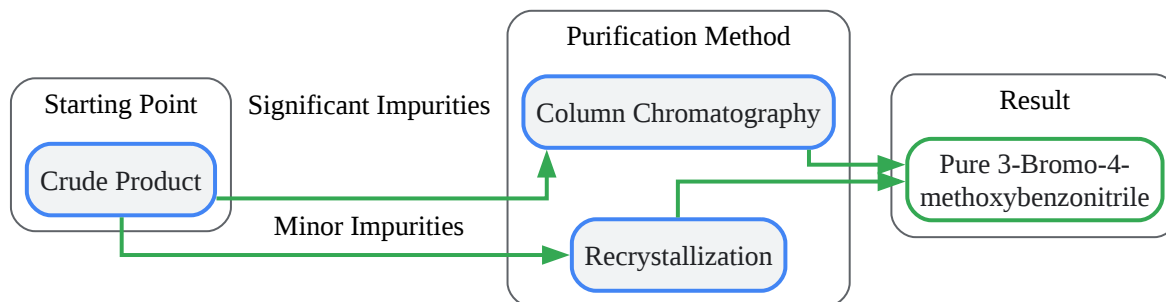 Purification Method
Starting Point
Significant Impurities
Column Chromatography
Result
Crude Product
Pure 3-Bromo-4-
methoxybenzonitrile
Minor Impurities
Recrystallization